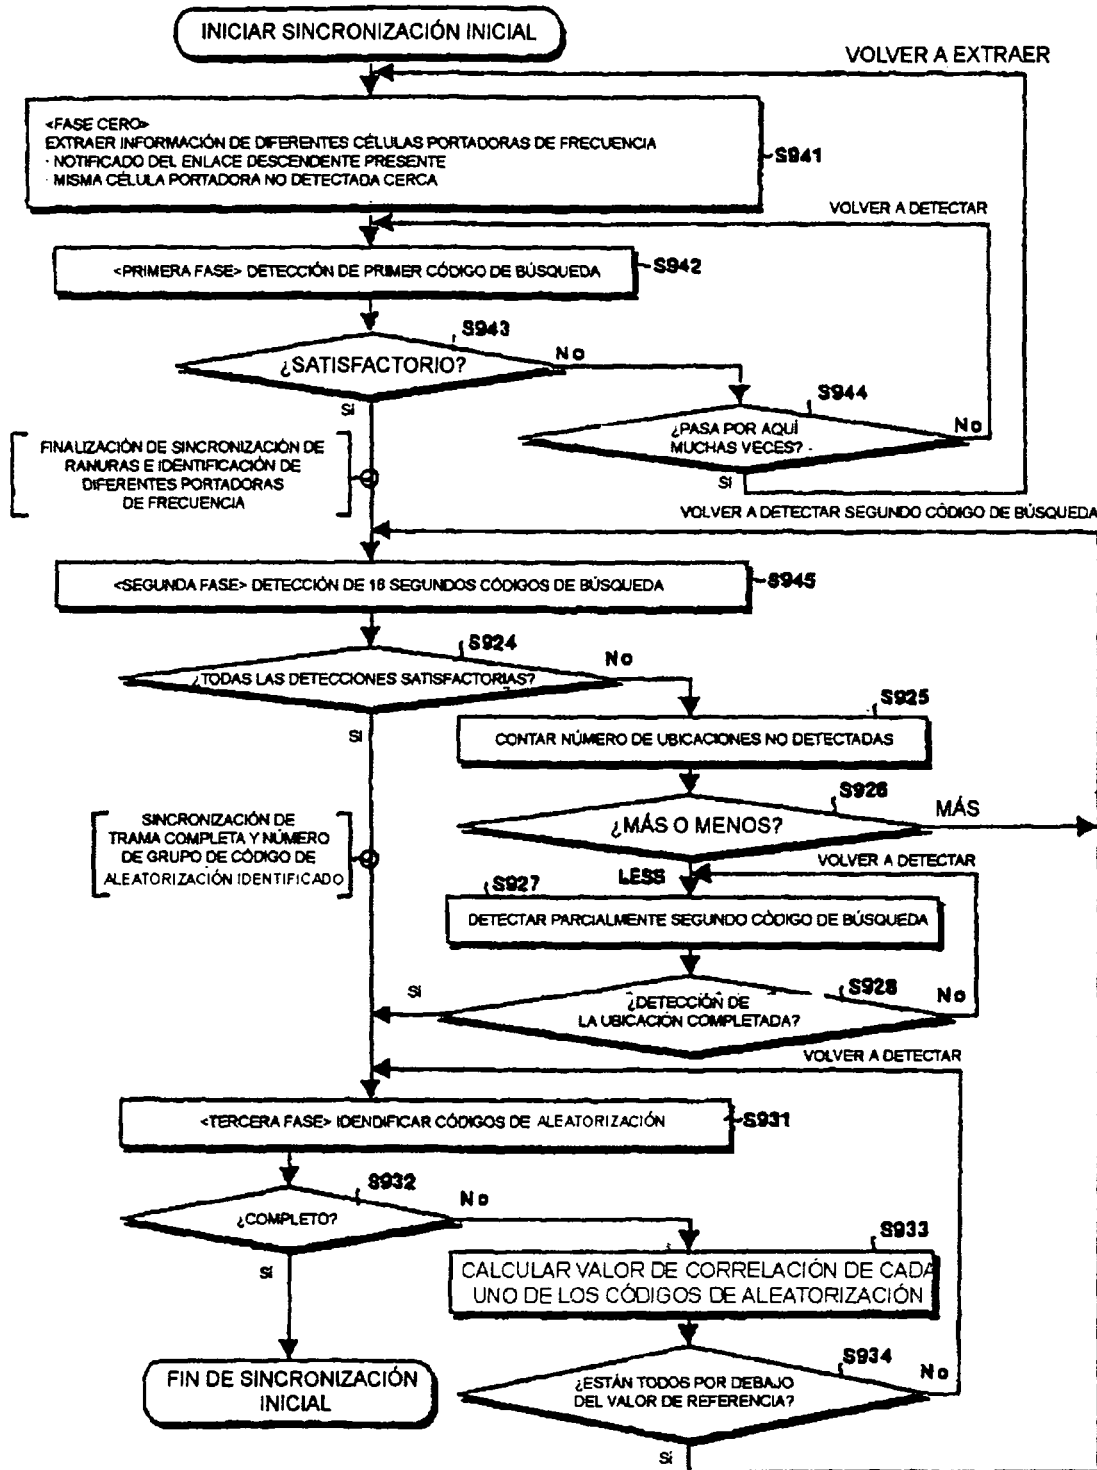 INICIAR SINCRONIZACIÓN INICIAL
VOLVER A EXTRAER
<FASE CERO>
EXTRAER INFORMACIÓN DE DIFERENTES CÉLULAS PORTADORAS DE FRECUENCIA
· NOTIFICADO DEL ENLACE DESCENDENTE PRESENTE
· MISMA CÉLULA PORTADORA NO DETECTADA CERCA
S941
VOLVER A DETECTAR
<PRIMERA FASE> DETECCIÓN DE PRIMER CÓDIGO DE BÚSQUEDA
S942
S943
¿SATISFACTORIO?
No
Sí
S944
¿PASA POR AQUÍ
MUCHAS VECES?
No
Sí
FINALIZACIÓN DE SINCRONIZACIÓN DE
RANURAS E IDENTIFICACIÓN DE
DIFERENTES PORTADORAS
DE FRECUENCIA
VOLVER A DETECTAR SEGUNDO CÓDIGO DE BÚSQUEDA
<SEGUNDA FASE> DETECCIÓN DE 16 SEGUNDOS CÓDIGOS DE BÚSQUEDA
S945
S924
¿TODAS LAS DETECCIONES SATISFACTORIAS?
No
Sí
S925
CONTAR NÚMERO DE UBICACIONES NO DETECTADAS
S926
¿MÁS O MENOS?
MÁS
SINCRONIZACIÓN DE
TRAMA COMPLETA Y NÚMERO
DE GRUPO DE CÓDIGO DE
ALEATORIZACIÓN IDENTIFICADO
VOLVER A DETECTAR
LESS
S927
DETECTAR PARCIALMENTE SEGUNDO CÓDIGO DE BÚSQUEDA
S928
¿DETECCIÓN DE
LA UBICACIÓN COMPLETADA?
Sí
No
VOLVER A DETECTAR
<TERCERA FASE> IDENDIFICAR CÓDIGOS DE ALEATORIZACIÓN
S931
S932
¿COMPLETO?
No
Sí
S933
CALCULAR VALOR DE CORRELACIÓN DE CADA
UNO DE LOS CÓDIGOS DE ALEATORIZACIÓN
S934
¿ESTÁN TODOS POR DEBAJO
DEL VALOR DE REFERENCIA?
No
Sí
FIN DE SINCRONIZACIÓN
INICIAL